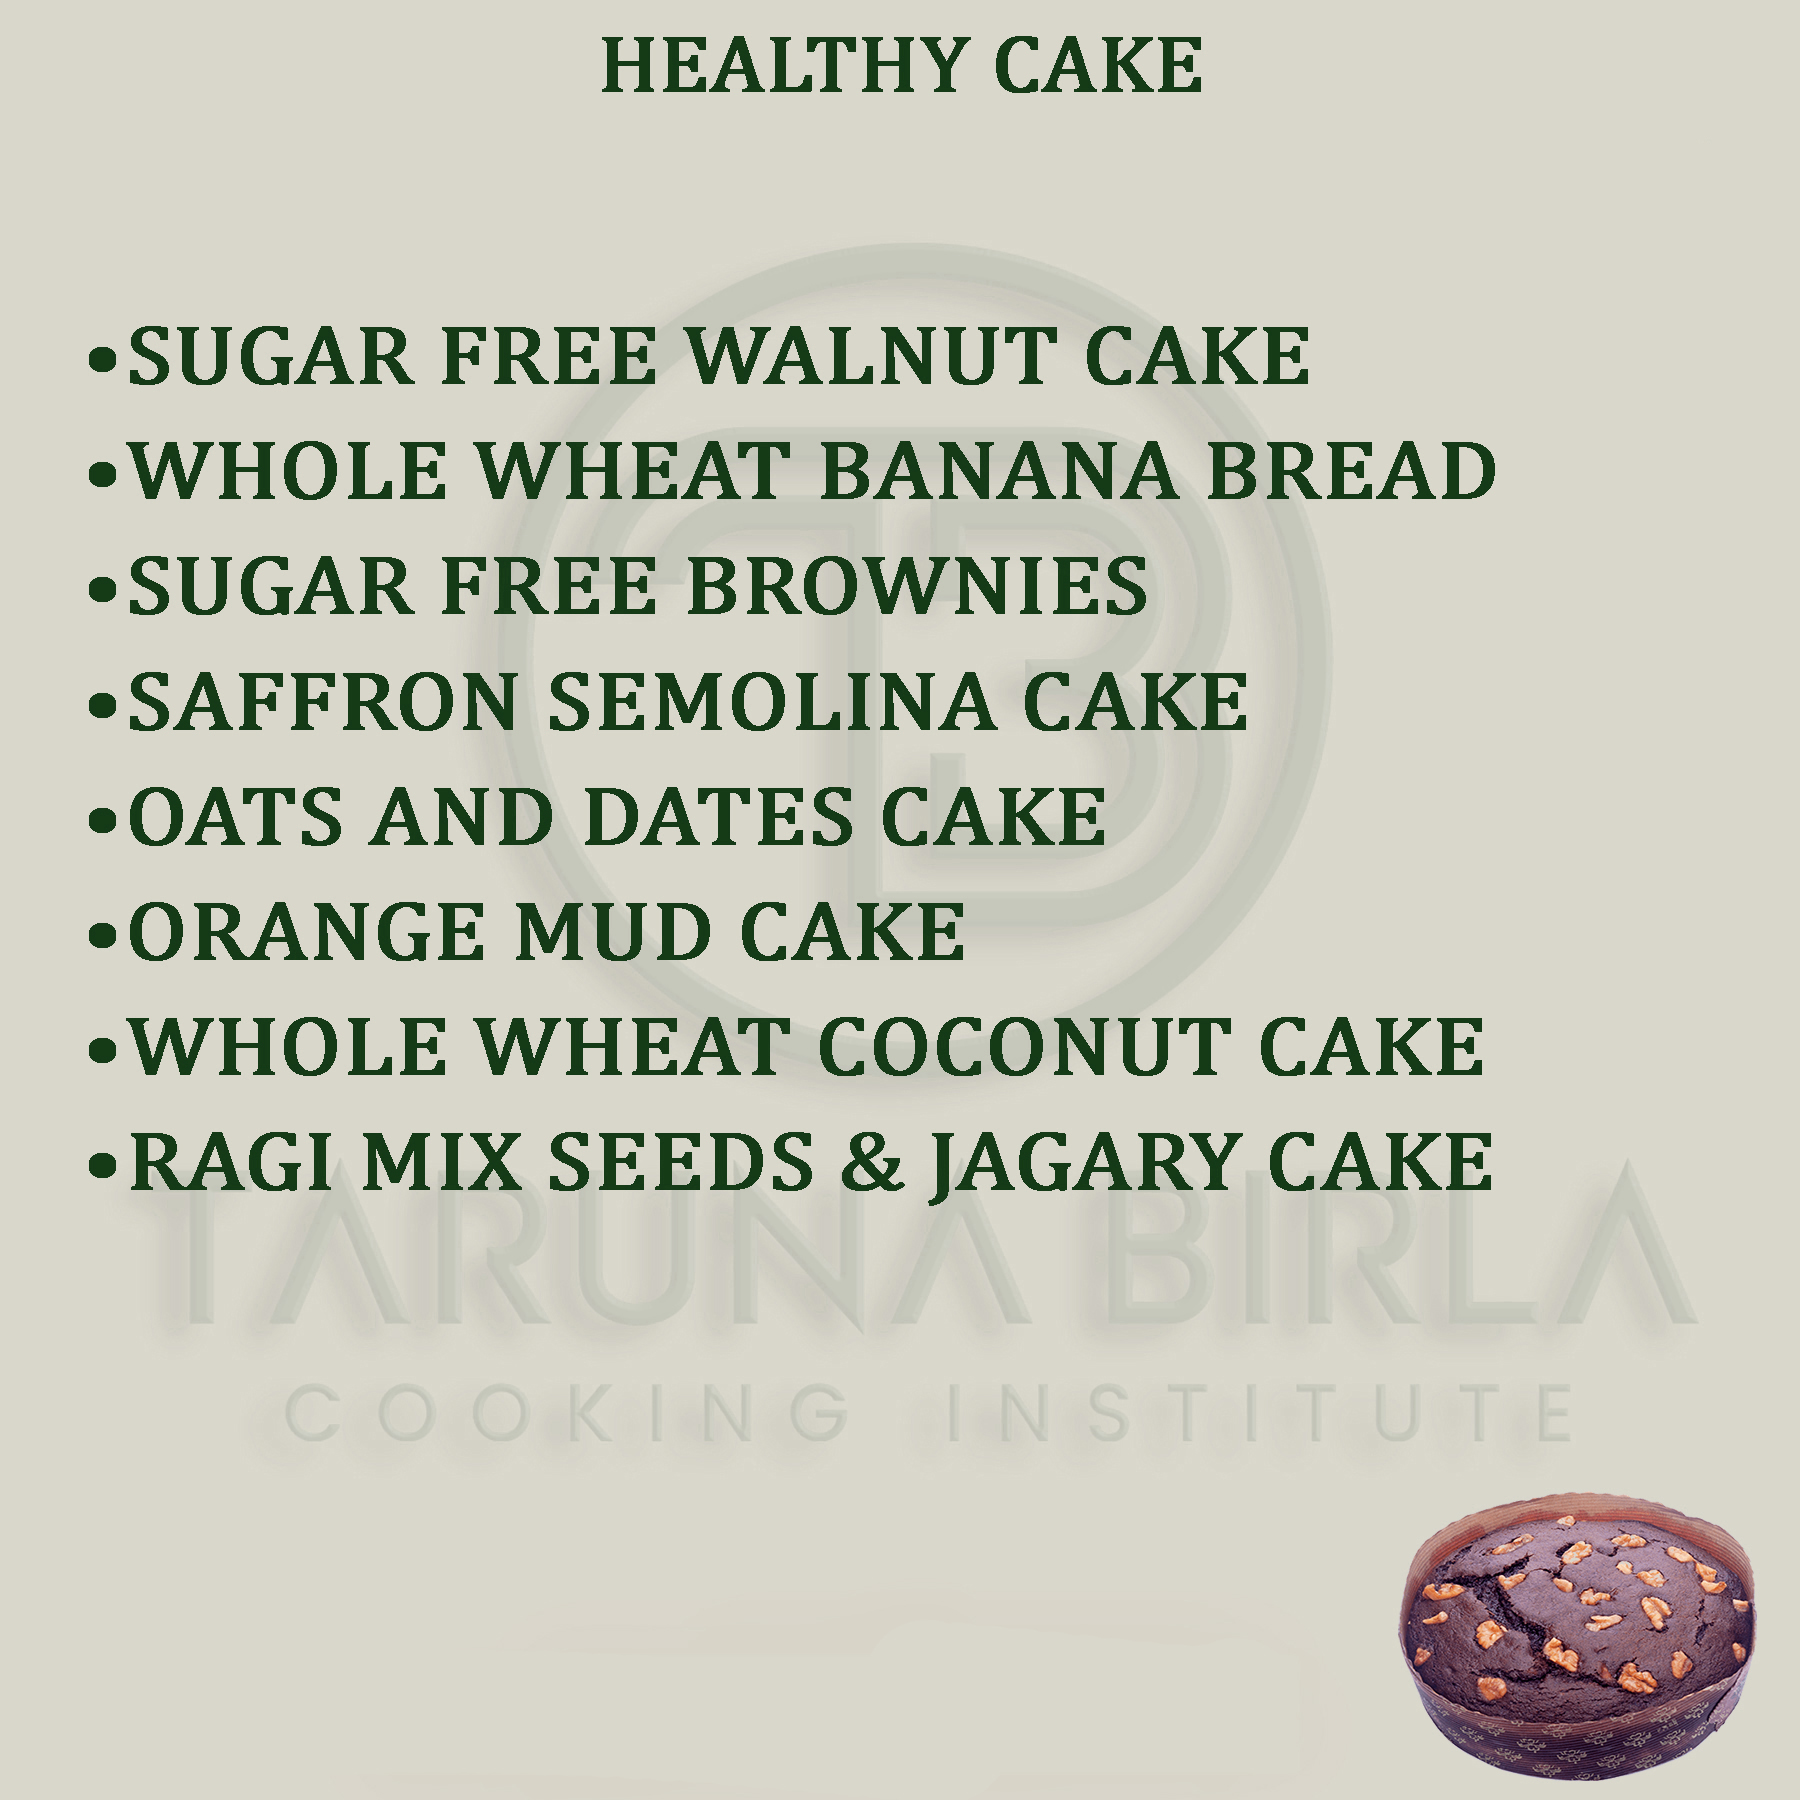 HEALTHY CAKE
•SUGAR FREE WALNUT CAKE
•WHOLE WHEAT BANANA BREAD
•SUGAR FREE BROWNIES
•SAFFRON SEMOLINA CAKE
•OATS AND DATES CAKE
•ORANGE MUD CAKE
•WHOLE WHEAT COCONUT CAKE
•RAGI MIX SEEDS & JAGARY CAKE
TARUNA BIRLA
COOKING INSTITUTE